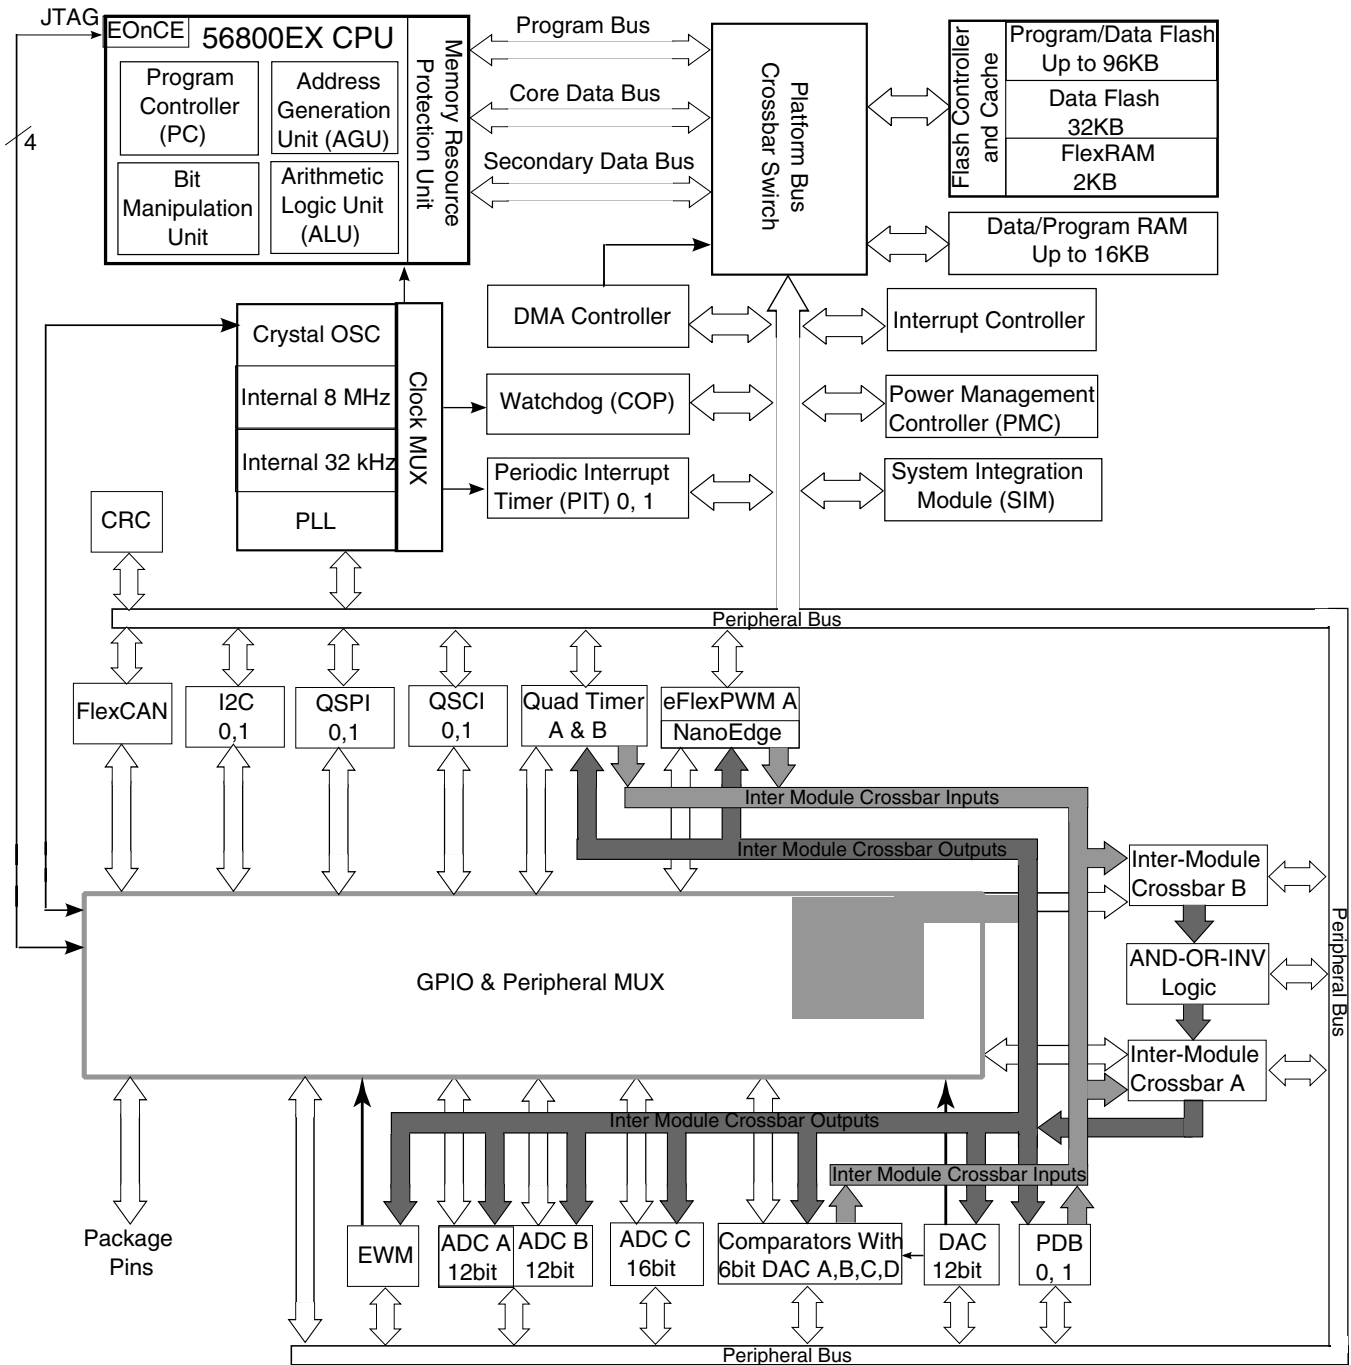 JTAG
EOnCE
56800EX CPU
Program
Controller
(PC)
Address
Generation
Unit (AGU)
Bit
Manipulation
Unit
Arithmetic
Logic Unit
(ALU)
Memory Resource
Protection Unit
4
Program Bus
Core Data Bus
Secondary Data Bus
Platform Bus
Crossbar Swirch
Flash Controller
and Cache
Program/Data Flash
Up to 96KB
Data Flash
32KB
FlexRAM
2KB
Data/Program RAM
Up to 16KB
DMA Controller
Interrupt Controller
Crystal OSC
Internal 8 MHz
Internal 32 kHz
PLL
Clock MUX
Watchdog (COP)
Power Management
Controller (PMC)
Periodic Interrupt
Timer (PIT) 0, 1
System Integration
Module (SIM)
CRC
Peripheral Bus
FlexCAN
I2C
0,1
QSPI
0,1
QSCI
0,1
Quad Timer
A & B
eFlexPWM A
NanoEdge
Inter Module Crossbar Inputs
Inter Module Crossbar Outputs
Inter-Module
Crossbar B
AND-OR-INV
Logic
Inter-Module
Crossbar A
Peripheral Bus
GPIO & Peripheral MUX
Inter Module Crossbar Outputs
Inter Module Crossbar Inputs
Package
Pins
EWM
ADC A
12bit
ADC B
12bit
ADC C
16bit
Comparators With
6bit DAC A,B,C,D
DAC
12bit
PDB
0, 1
Peripheral Bus